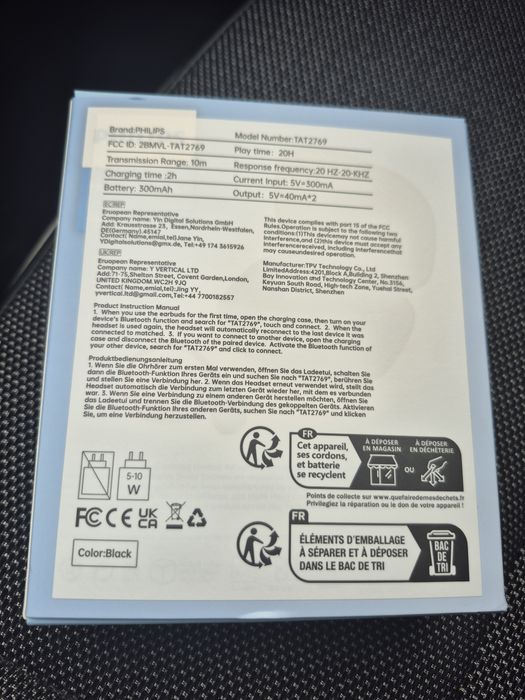 Brand:PHILIPS
Model Number:TAT2769
FCC ID: 2BMVL-TAT2769
Play time: 20H
Transmission Range: 10m
Response frequency:20 HZ-20-KHZ
Charging time :2h
Current Input: 5V=300mA
Battery: 300mAh
Output: 5V=40mA*2
EC REP
Eruopean Representative
Company name: Yin Digital Solutions GmbH
Add: Krausstrasse 23, Essen,Nordrhein-Westfalen,
DE(Germany),45147
Contact( Name,emial,tel)Jane Yin,
YDigitalsolutions@gmx.de, Tel:+49 174 3615926
UK REP
Eruopean Representative
Company name: Y VERTICAL LTD
Add:71-75,Shelton Street, Covent Garden,London,
UNITED KINGDOM,WC2H 9JQ
Contact( Name,emial,tel) Jing YY,
yvertical.ltd@gmail.com,Tel:+44 7700182557
This device complies with part 15 of the FCC
Rules.Operation is subject to the following two
conditions:(1)This devicemay not cause harmful
interference,and (2)this device must accept any
interferencereceived, including interference that
may causeundesired operation.
Manufacturer:TPV Technology Co., Ltd
LimitedAddress:4201,Block A,Building 2, Shenzhen
Bay Innovation and Technology Center, No.3156,
Keyuan South Road, High-tech Zone, Yuehai Street,
Nanshan District, Shenzhen
Product Instruction Manual
1. When you use the earbuds for the first time, open the charging case, then turn on your
device's Bluetooth function and search for "TAT2769", touch and connect. 2. When the
headset is used again, the headset will automatically reconnect to the last device it was
connected to matched. 3. If you want to connect to another device, open the charging
case and disconnect the Bluetooth of the paired device. Activate the Bluetooth function of
your other device, search for "TAT2769" and click to connect.
Produktbedienungsanleitung
1. Wenn Sie die Ohrhörer zum ersten Mal verwenden, öffnen Sie das Ladeetui, schalten Sie
dann die Bluetooth-Funktion Ihres Geräts ein und suchen Sie nach "TAT2769", berühren Sie
und stellen Sie eine Verbindung her. 2. Wenn das Headset erneut verwendet wird, stellt das
Headset automatisch die Verbindung zum letzten Gerät wieder her, mit dem es verbunden
war. 3. Wenn Sie eine Verbindung zu einem anderen Gerät herstellen möchten, öffnen Sie
das Ladeetui und trennen Sie die Bluetooth-Verbindung des gekoppelten Geräts. Aktivieren
Sie die Bluetooth-Funktion Ihres anderen Geräts, suchen Sie nach "TAT2769" und klicken
Sie, um eine Verbindung herzustellen.
5-10
W
FC CE UK CA
Color:Black
FR
Cet appareil,
ses cordons,
et batterie
se recyclent
À DÉPOSER
EN MAGASIN
OU
À DÉPOSER
EN DÉCHÈTERIE
Points de collecte sur www.quefairedemesdechets.fr
Privilégiez la réparation ou le don de votre appareil !
FR
ÉLÉMENTS D'EMBALLAGE
À SÉPARER ET À DÉPOSER
DANS LE BAC DE TRI
BAC
DE
TRI